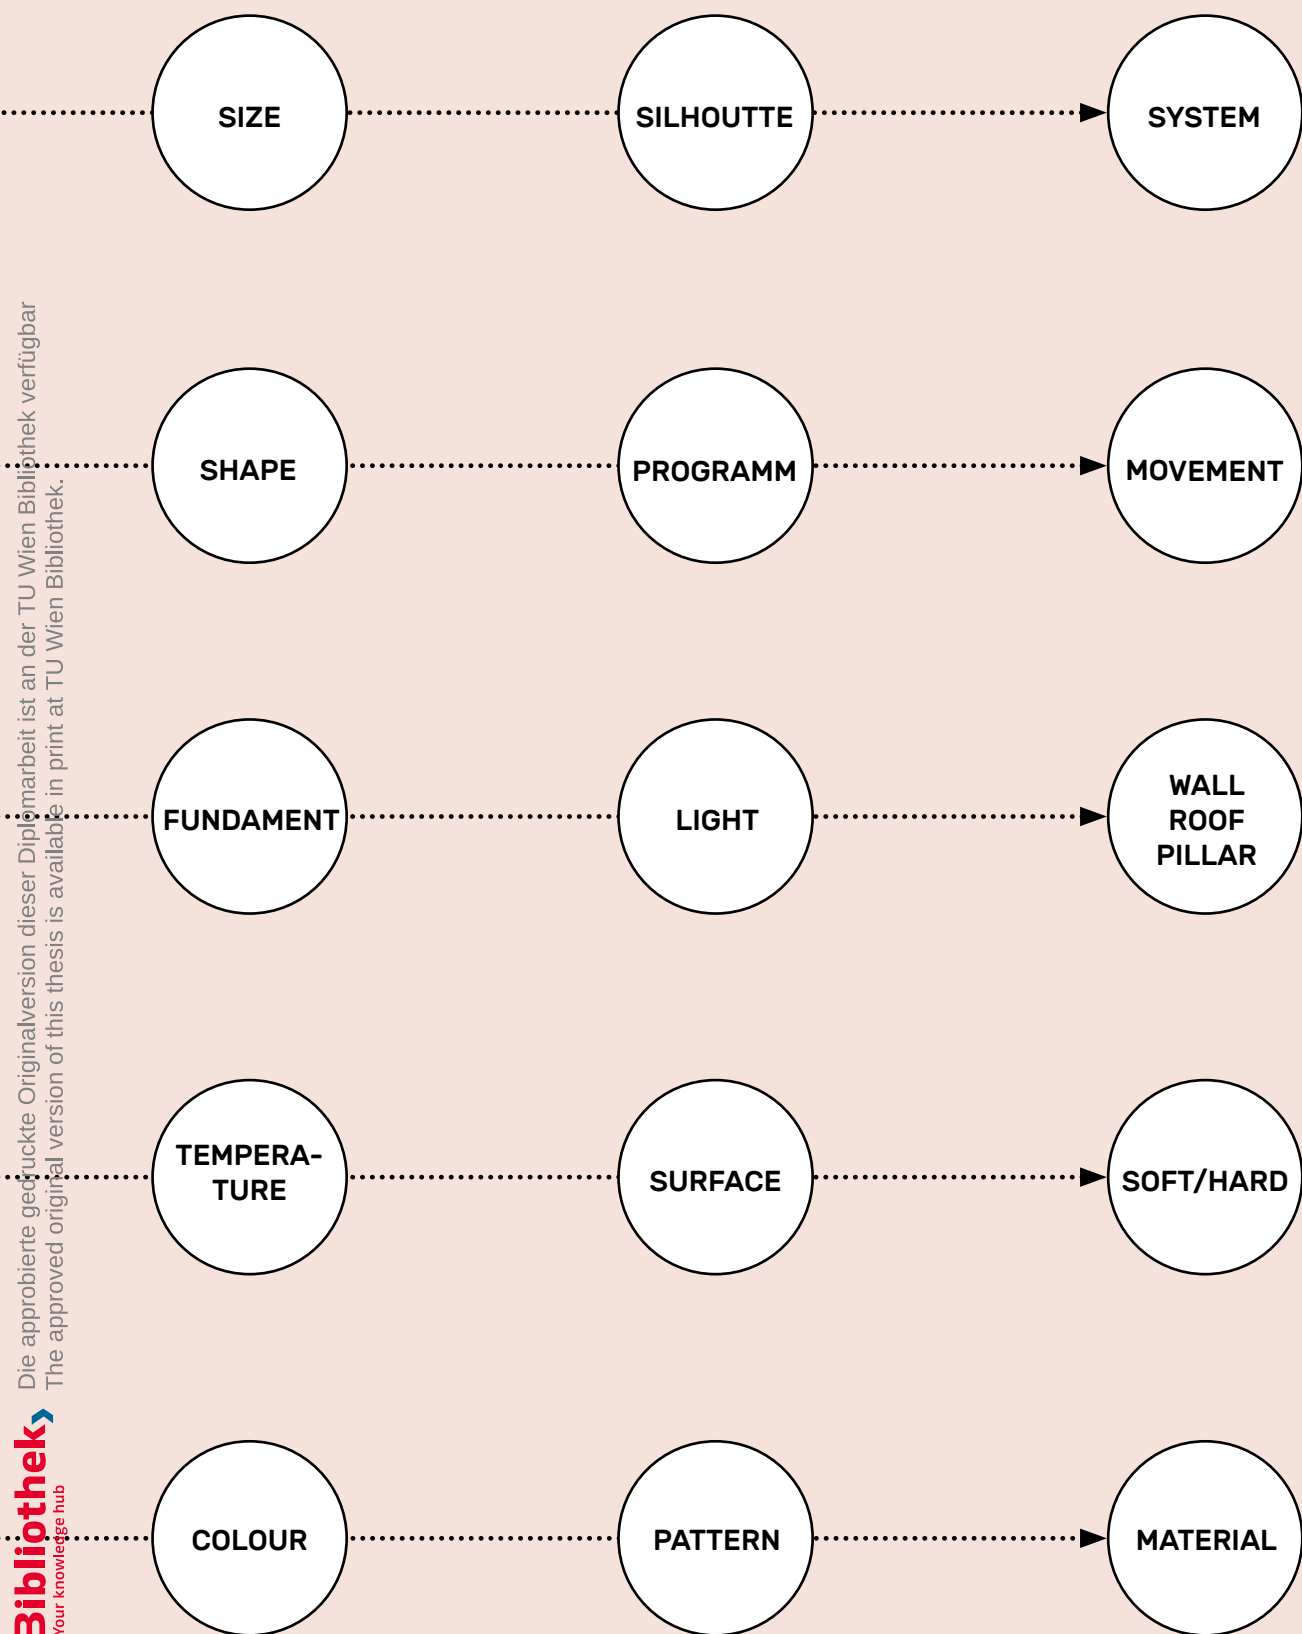 SIZE
SILHOUTTE
SYSTEM
SHAPE
PROGRAMM
MOVEMENT
FUNDAMENT
LIGHT
WALL
ROOF
PILLAR
TEMPERA-
TURE
SURFACE
SOFT/HARD
COLOUR
PATTERN
MATERIAL
Die approbierte gedruckte Originalversion dieser Diplomarbeit ist an der TU Wien Bibliothek verfügbar
The approved original version of this thesis is available in print at TU Wien Bibliothek.
Bibliothek
Your knowledge hub